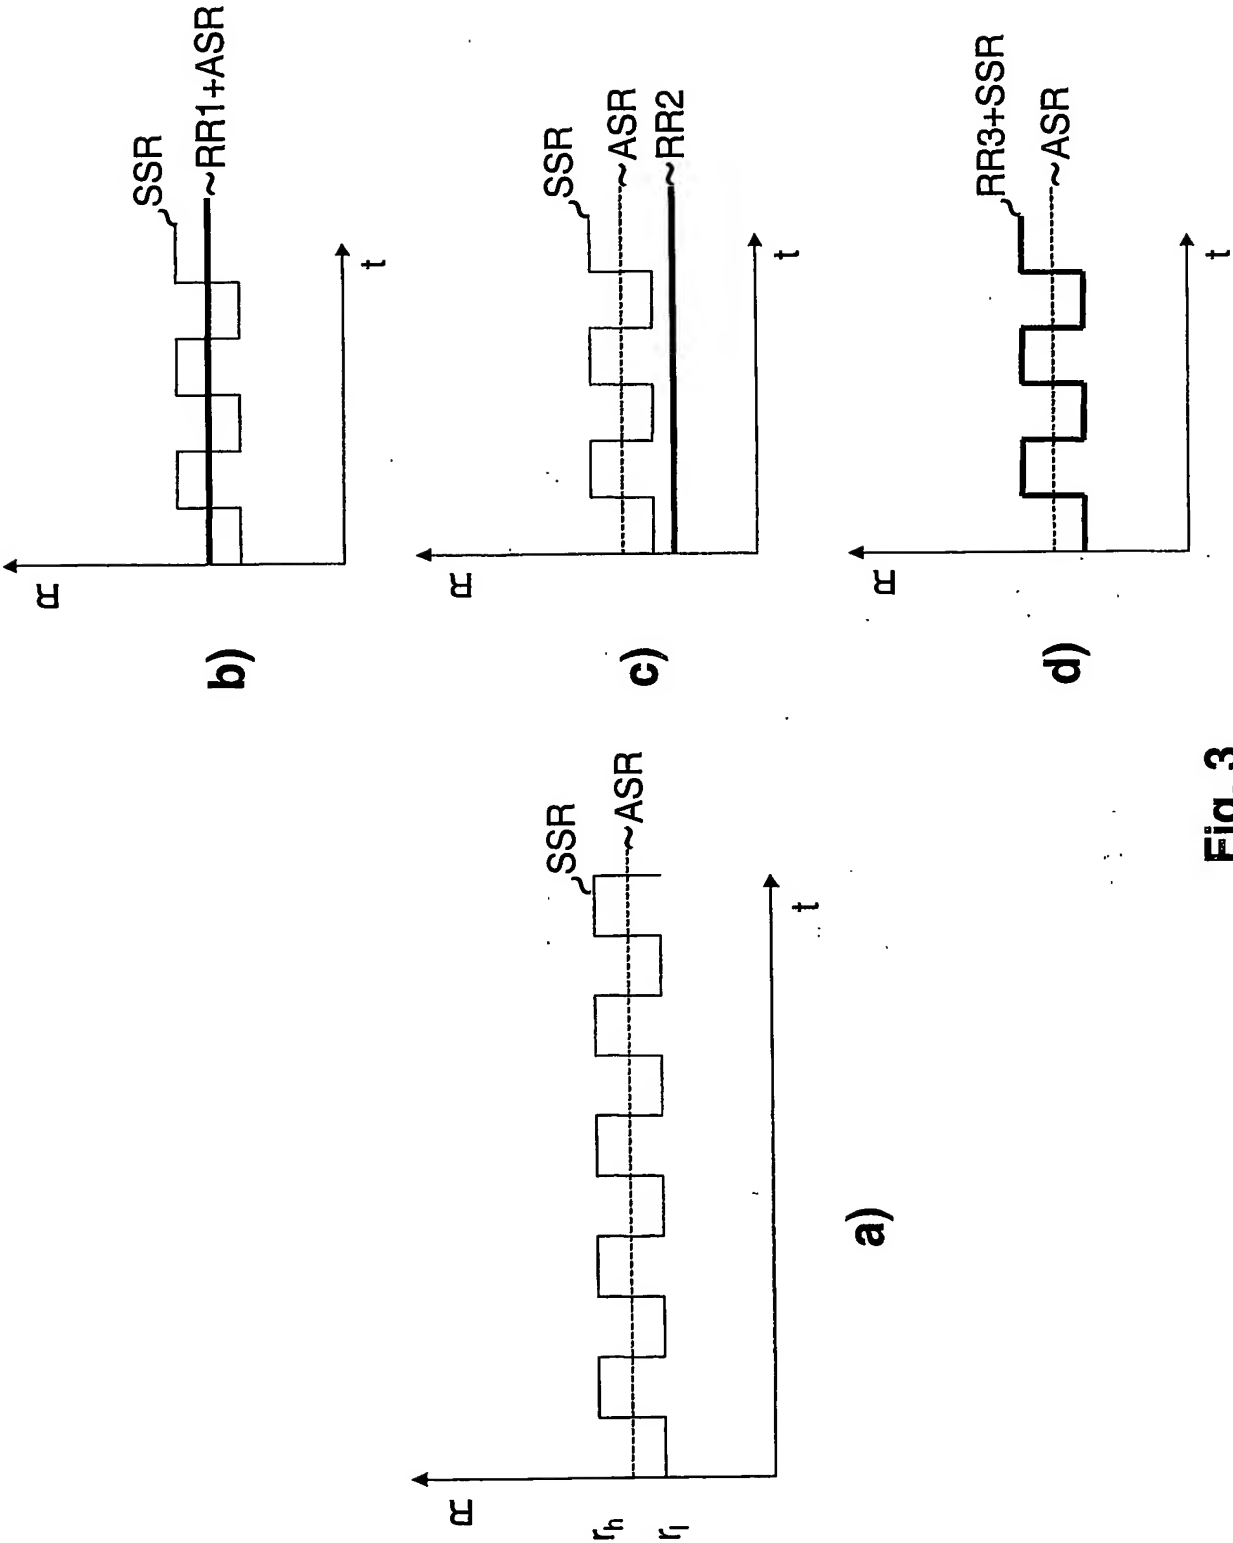 R
r_h
r_l
SSR
~ASR
t
a)
R
SSR
~RR1+ASR
t
b)
R
SSR
~ASR
~RR2
t
c)
R
RR3+SSR
~ASR
t
d)
Fig. 3